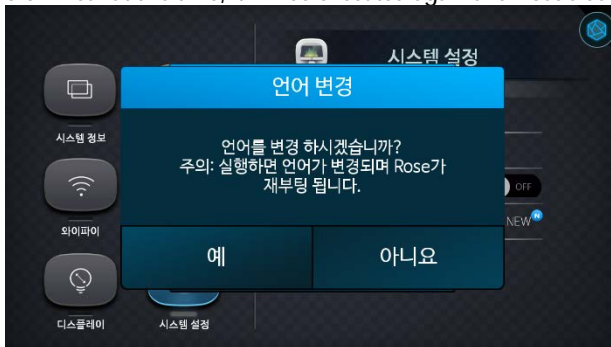 시스템 설정
언어 변경
시스템 정보
언어를 변경 하시겠습니까?
주의: 실행하면 언어가 변경되며 Rose가
재부팅 됩니다.
OFF
와이파이
NEW
N
예
아니요
디스플레이
시스템 설정